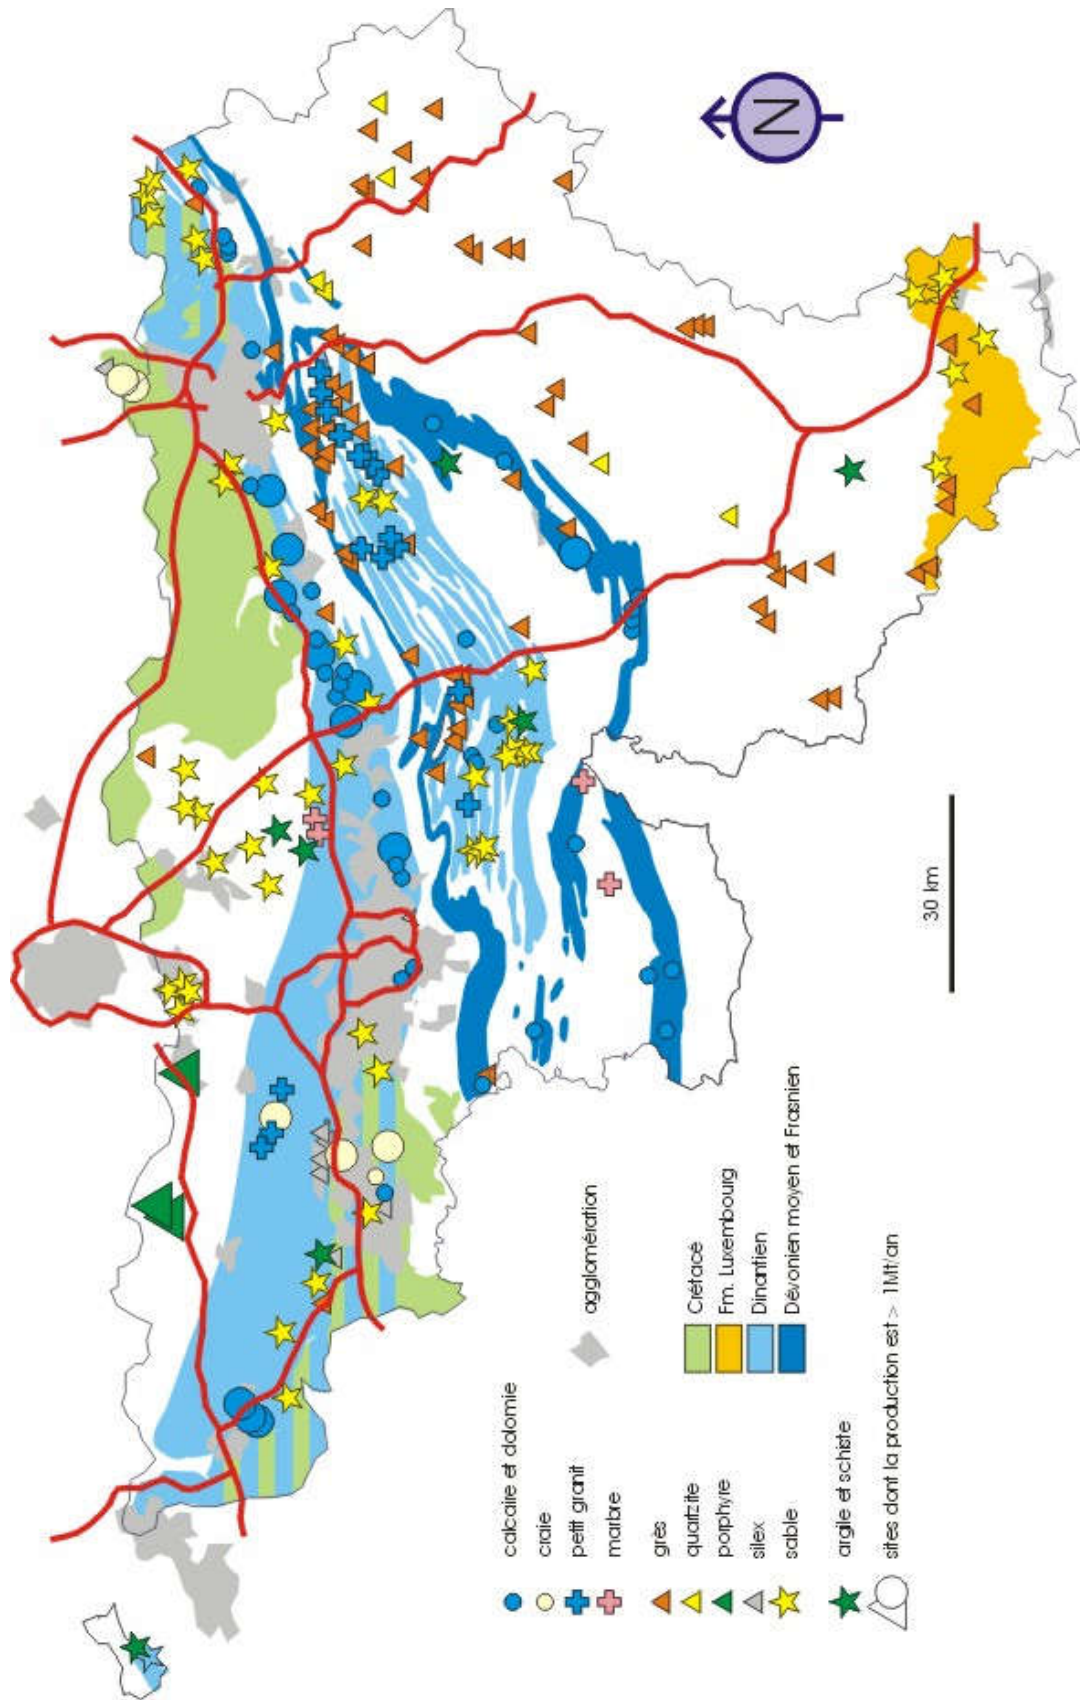 N
30 km
calcaire et dolomie
craie
petit granit
marbre
grès
quartzite
porphyre
silex
sable
argile et schiste
sites dont la production est > 1Mt/an
agglomération
Crétacé
Fm. Luxembourg
Dinantien
Dévonien moyen et Frasnien